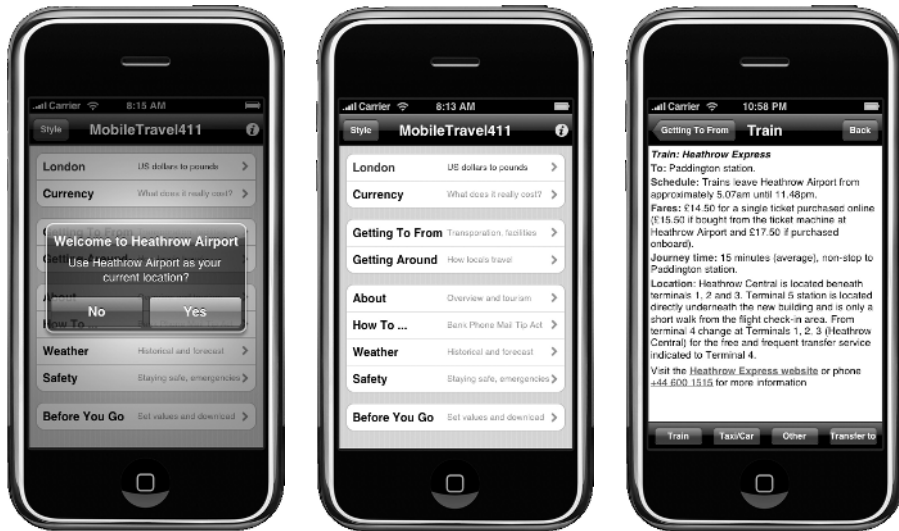 .atl Carrier 8:15 AM
Style MobileTravel411
London US dollars to pounds
Currency What does it really cost?
Getting To From
Welcome to Heathrow Airport
Getting Around
Use Heathrow Airport as your
current location?
About
No Yes
How To ...
Weather Historical and forecast
Safety Staying safe, emergencies
Before You Go Set values and download
.atl Carrier 8:13 AM
Style MobileTravel411
London US dollars to pounds
Currency What does it really cost?
Getting To From Transporation, facilities
Getting Around How locals travel
About Overview and tourism
How To ... Bank Phone Mail Tip Act
Weather Historical and forecast
Safety Staying safe, emergencies
Before You Go Set values and download
.atl Carrier 10:58 PM
Getting To From Train Back
Train: Heathrow Express
To: Paddington station.
Schedule: Trains leave Heathrow Airport from
approximately 5.07am until 11.48pm.
Fares: £14.50 for a single ticket purchased online
(£15.50 if bought from the ticket machine at
Heathrow Airport and £17.50 if purchased
onboard).
Journey time: 15 minutes (average), non-stop to
Paddington station.
Location: Heathrow Central is located beneath
terminals 1, 2 and 3. Terminal 5 station is located
directly underneath the new building and is only a
short walk from the flight check-in area. From
terminal 4 change at Terminals 1, 2, 3 (Heathrow
Central) for the free and frequent transfer service
indicated to Terminal 4.
Visit the Heathrow Express website or phone
+44 600 1515 for more information
Train Taxi/Car Other Transfer to